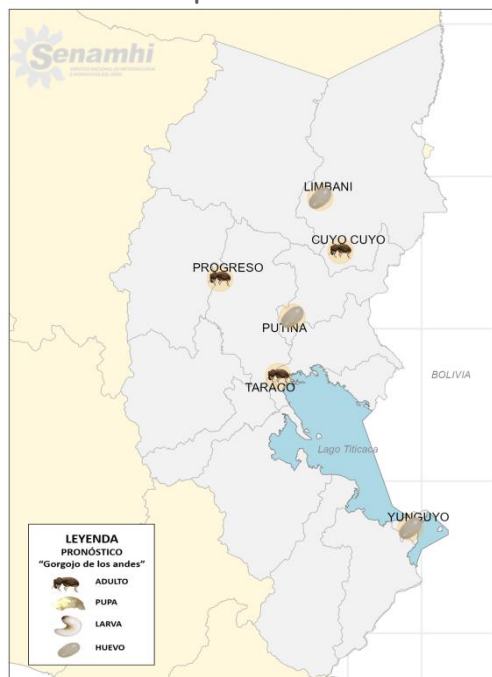 Senamhi
LIMBANI
CUYO CUYO
PROGRESO
PUTINA
TARACO
BOLIVIA
Lago Titicaca
YUNGUYO
LEYENDA
PRONÓSTICO
"Gorgojo de los andes"
ADULTO
PUPA
LARVA
HUEVO